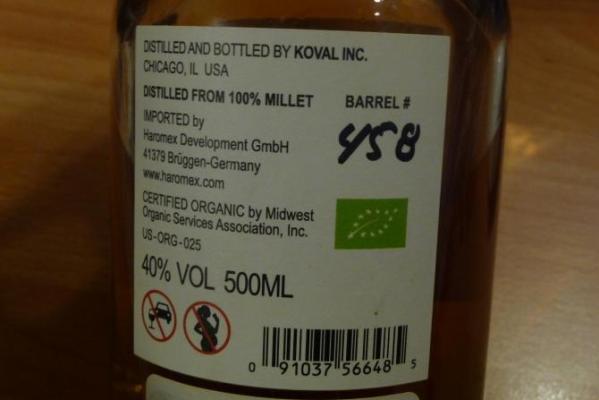 DISTILLED AND BOTTLED BY KOVAL INC.
CHICAGO, IL USA
DISTILLED FROM 100% MILLET
BARREL #
458
IMPORTED by
Haromex Development GmbH
41379 Brüggen-Germany
www.haromex.com
CERTIFIED ORGANIC by Midwest
Organic Services Association, Inc.
US-ORG-025
40% VOL 500ML
0 91037 56648 5